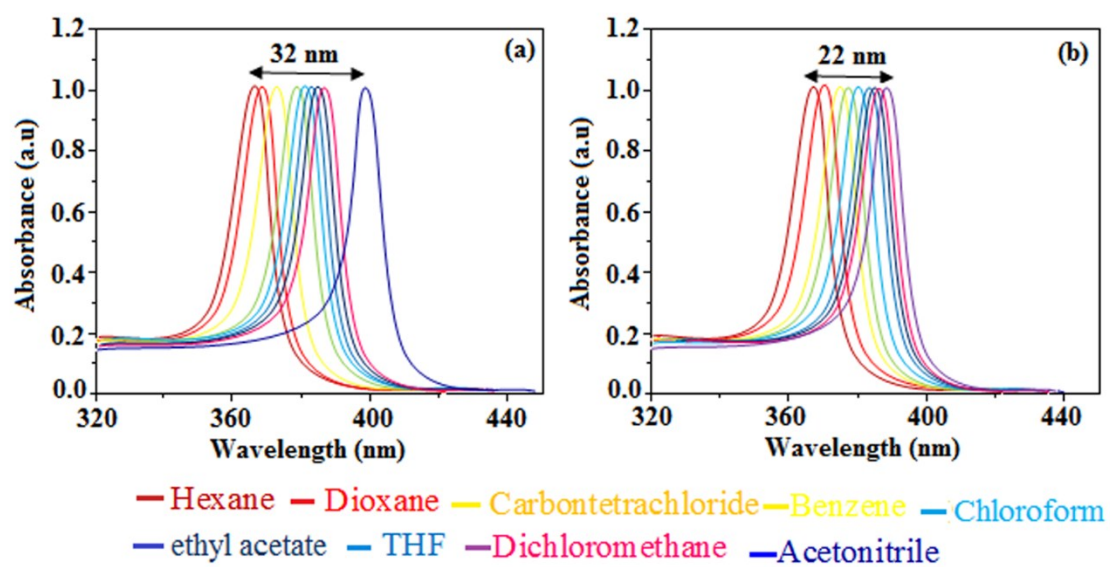 1.2 (a) 1.2 (b)
32 nm 22 nm
1.0 1.0
0.8 0.8
0.6 0.6
0.4 0.4
0.2 0.2
0.0 0.0
Absorbance (a.u) Absorbance (a.u)
320 360 400 440 320 360 400 440
Wavelength (nm) Wavelength (nm)
Hexane Dioxane Carbontetrachloride Benzene Chloroform
ethyl acetate THF Dichloromethane Acetonitrile